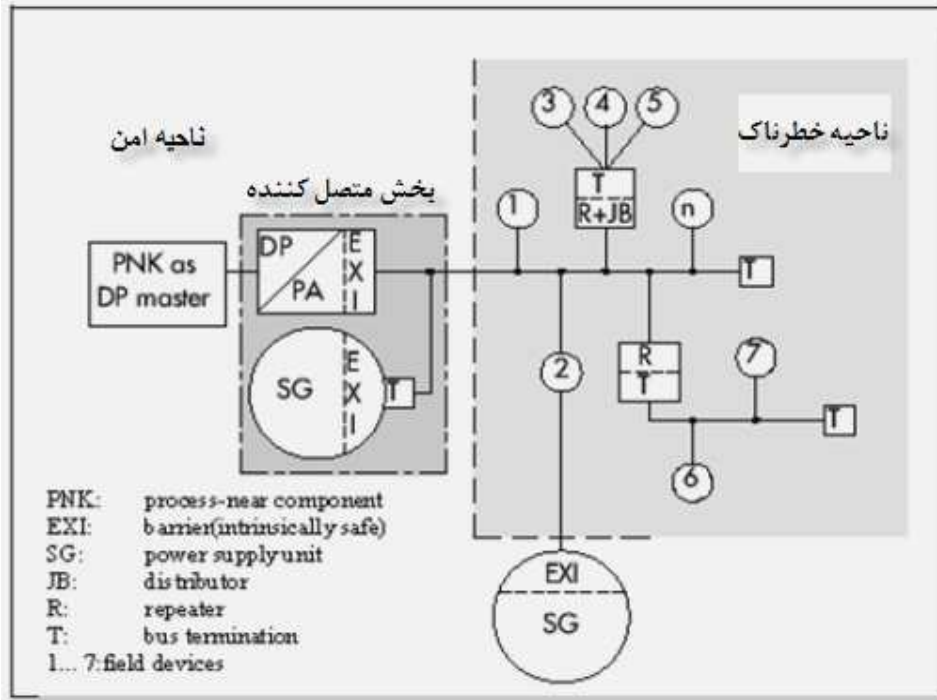 3 4 5
ناحیه خطرناک
ناحیه امن
بخش متصل کننده
T
R+JB
1
n
DP
PA
EXI
PNK as
DP master
T
R
T
7
2
SG
EXI
T
T
6
EXI
SG
PNK: process-near component
EXI: barrier(intrinsically safe)
SG: power supply unit
JB: distributor
R: repeater
T: bus termination
1... 7:field devices